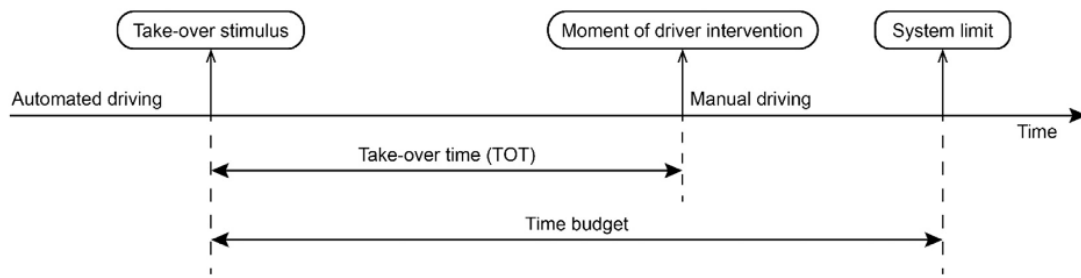 Take-over stimulus
Moment of driver intervention
System limit
Automated driving
Manual driving
Time
Take-over time (TOT)
Time budget